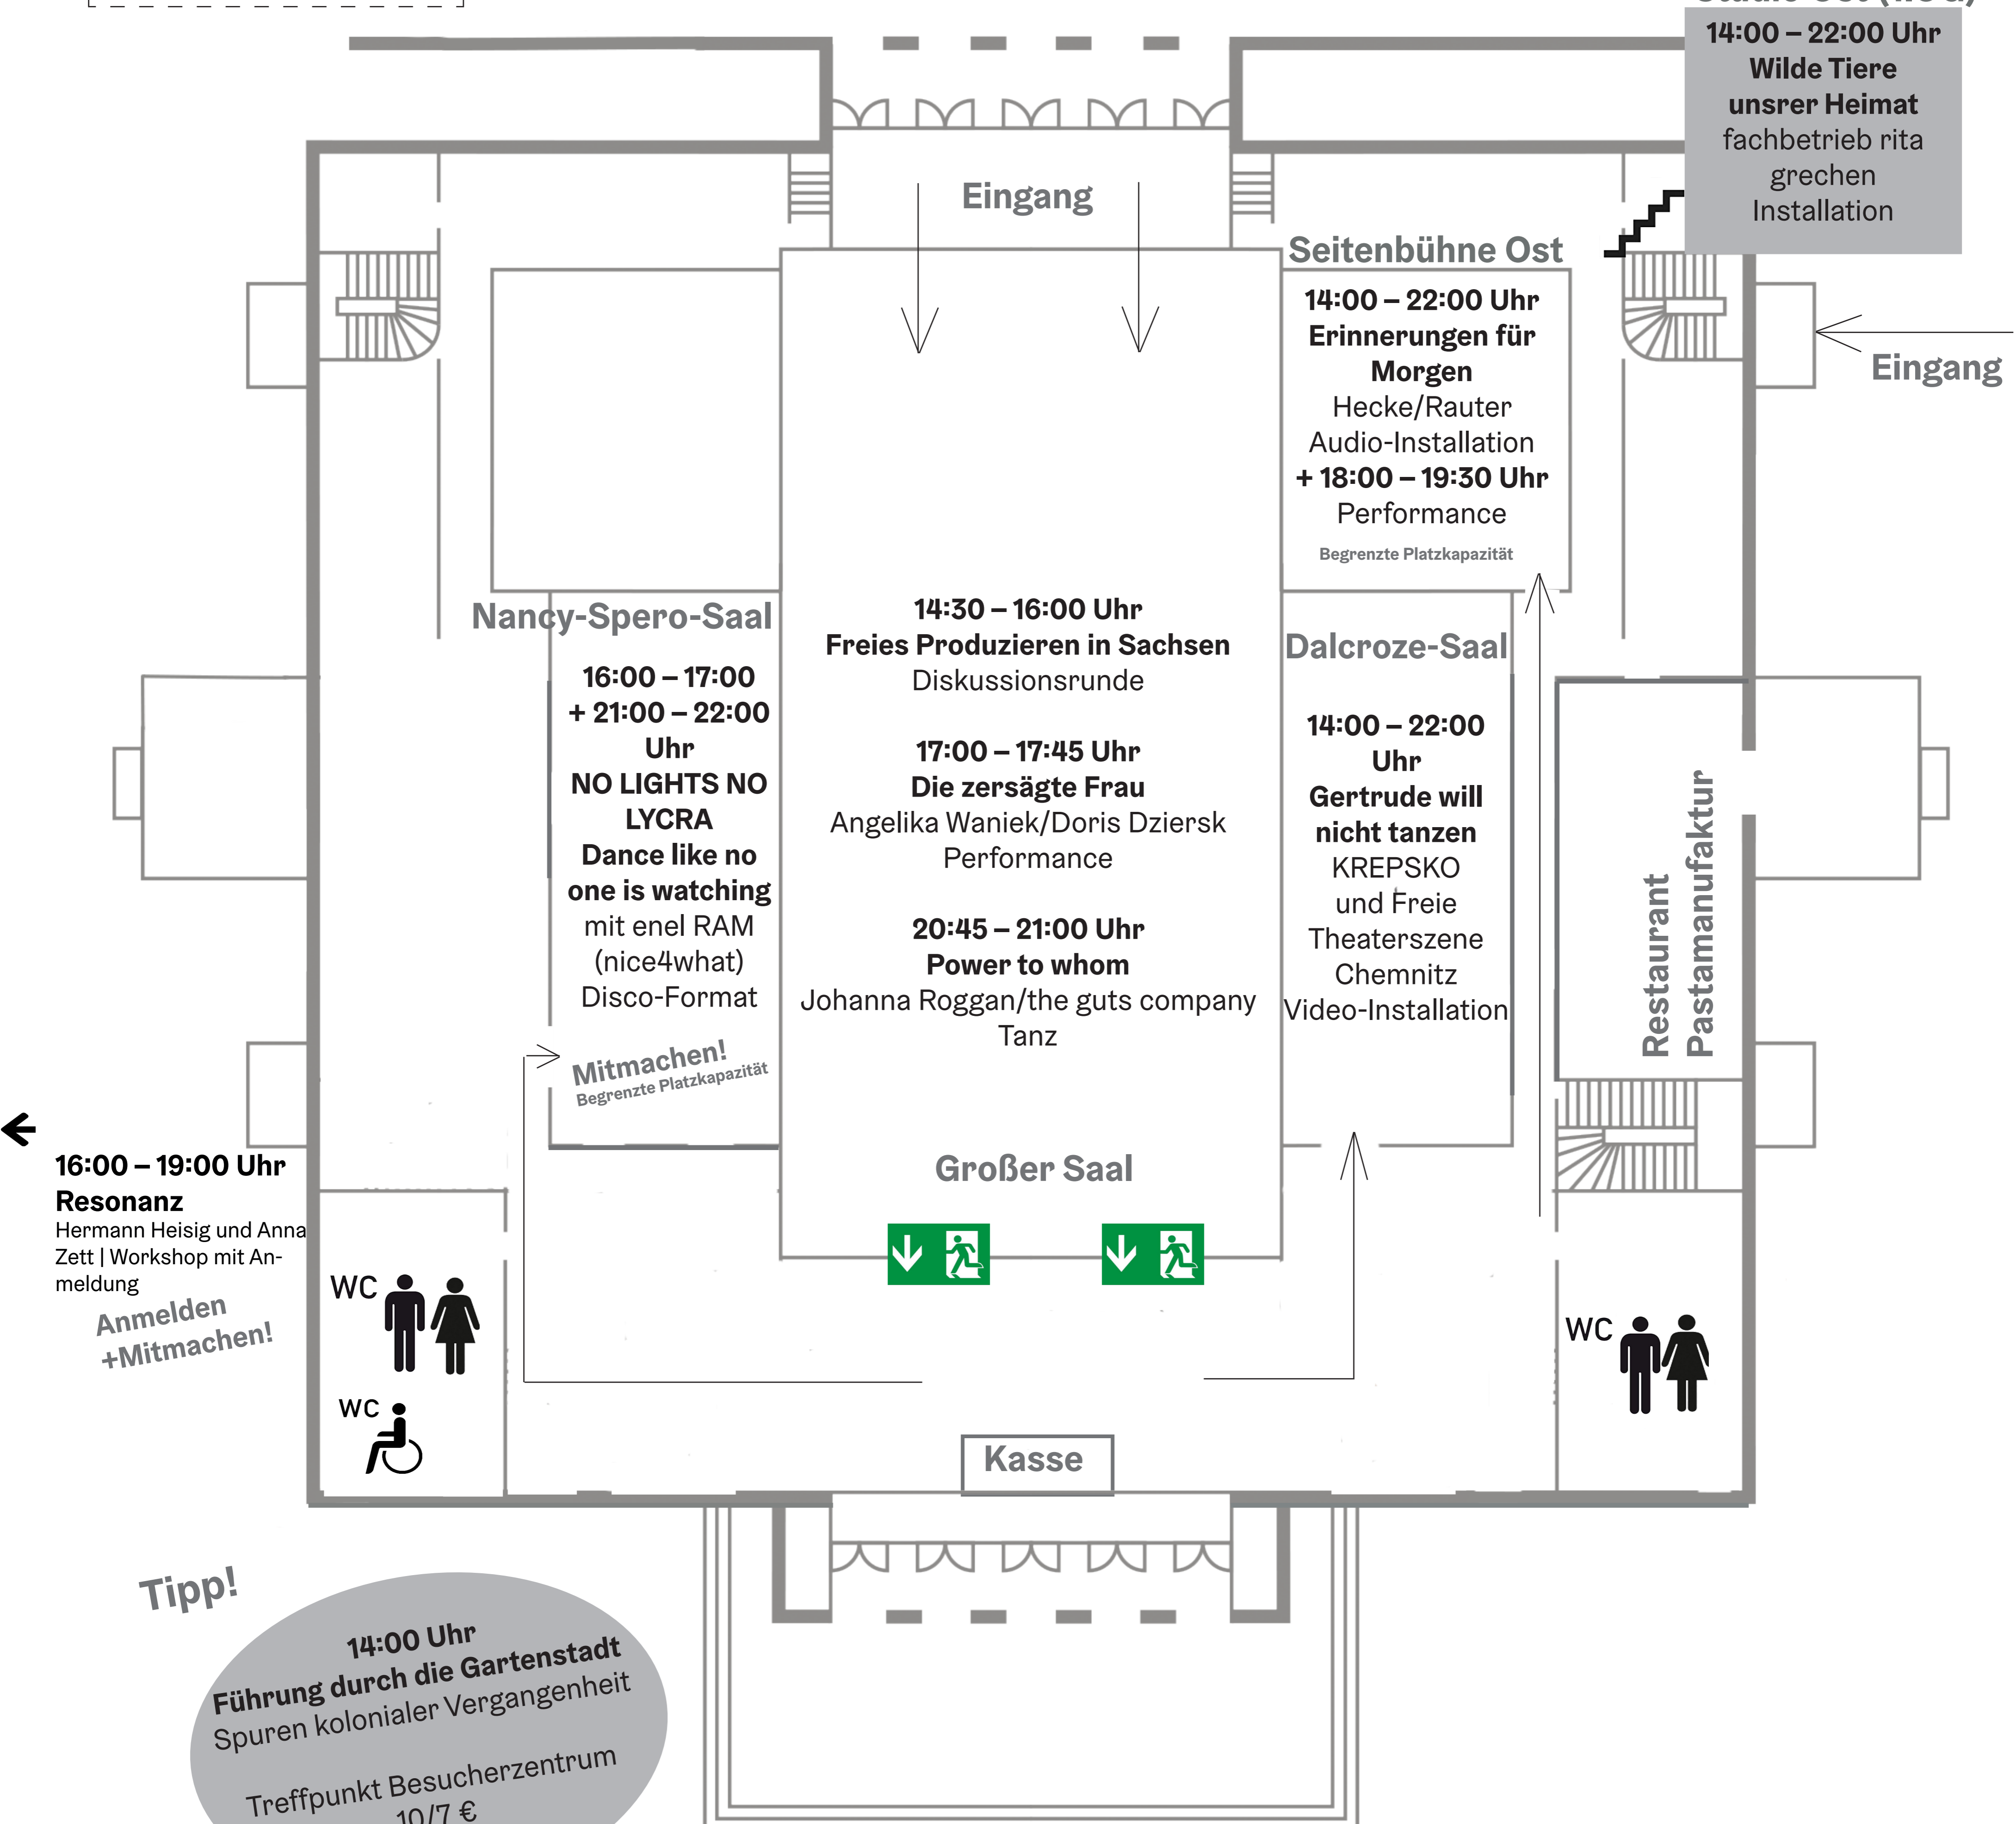 14:00 – 22:00 Uhr
Wilde Tiere
unsrer Heimat
fachbetrieb rita
grechen
Installation
Eingang
Eingang
Seitenbühne Ost
14:00 – 22:00 Uhr
Erinnerungen für
Morgen
Hecke/Rauter
Audio-Installation
+ 18:00 – 19:30 Uhr
Performance
Begrenzte Platzkapazität
Nancy-Spero-Saal
16:00 – 17:00
+ 21:00 – 22:00
Uhr
NO LIGHTS NO
LYCRA
Dance like no
one is watching
mit enel RAM
(nice4what)
Disco-Format
Mitmachen!
Begrenzte Platzkapazität
14:30 – 16:00 Uhr
Freies Produzieren in Sachsen
Diskussionsrunde
17:00 – 17:45 Uhr
Die zersägte Frau
Angelika Waniek/Doris Dziersk
Performance
20:45 – 21:00 Uhr
Power to whom
Johanna Roggan/the guts company
Tanz
Großer Saal
Dalcroze-Saal
14:00 – 22:00
Uhr
Gertrude will
nicht tanzen
KREPSKO
und Freie
Theaterszene
Chemnitz
Video-Installation
Restaurant
Pastamanufaktur
16:00 – 19:00 Uhr
Resonanz
Hermann Heisig und Anna
Zett | Workshop mit An-
meldung
Anmelden
+Mitmachen!
WC
WC
WC
Kasse
Tipp!
14:00 Uhr
Führung durch die Gartenstadt
Spuren kolonialer Vergangenheit
Treffpunkt Besucherzentrum
10/7 €